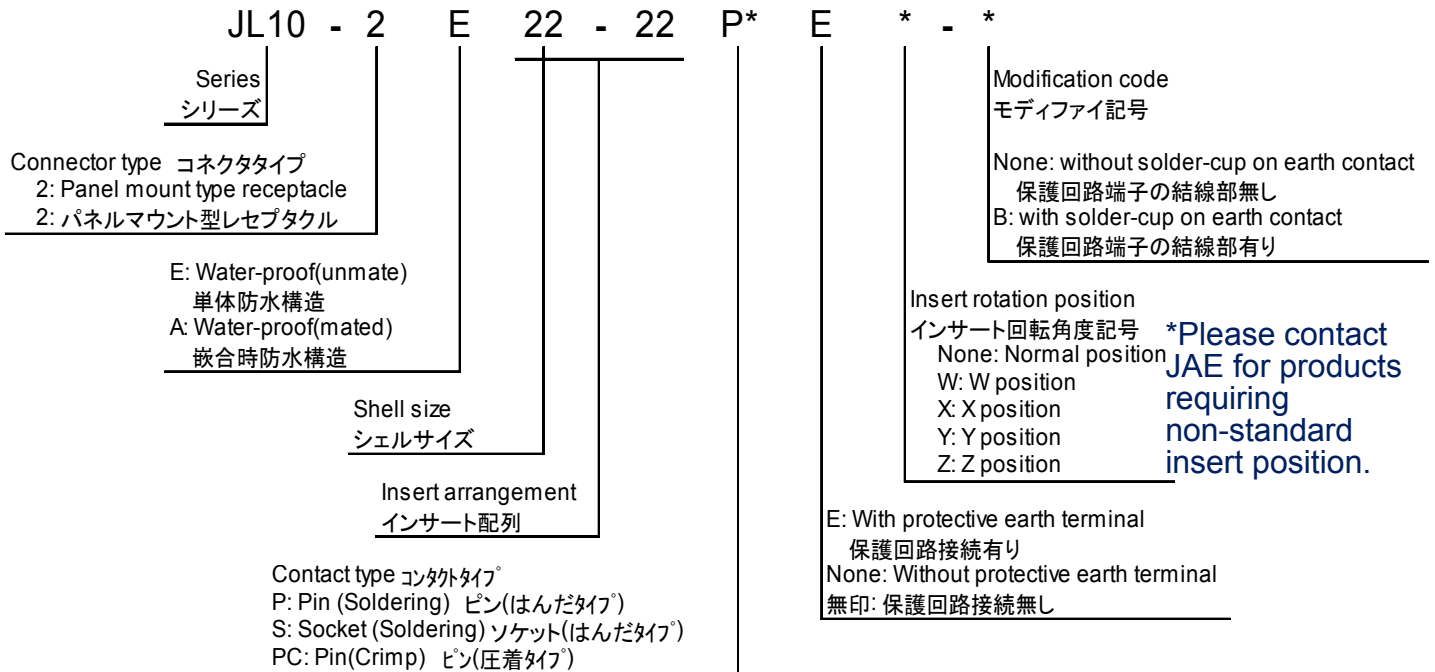 JL10 - 2 E 22 - 22 P* E * - *
Series
シリーズ
Connector type コネクタタイプ
2: Panel mount type receptacle
2: パネルマウント型レセプタクル
E: Water-proof(unmate)
単体防水構造
A: Water-proof(mated)
嵌合時防水構造
Shell size
シェルサイズ
Insert arrangement
インサート配列
Contact type コンタクトタイプ
P: Pin (Soldering) ピン(はんだタイプ)
S: Socket (Soldering) ソケット(はんだタイプ)
PC: Pin(Crimp) ピン(圧着タイプ)
Modification code
モディファイ記号
None: without solder-cup on earth contact
保護回路端子の結線部無し
B: with solder-cup on earth contact
保護回路端子の結線部有り
Insert rotation position
インサート回転角度記号
None: Normal position
W: W position
X: X position
Y: Y position
Z: Z position
*Please contact
JAE for products
requiring
non-standard
insert position.
E: With protective earth terminal
保護回路接続有り
None: Without protective earth terminal
無印: 保護回路接続無し